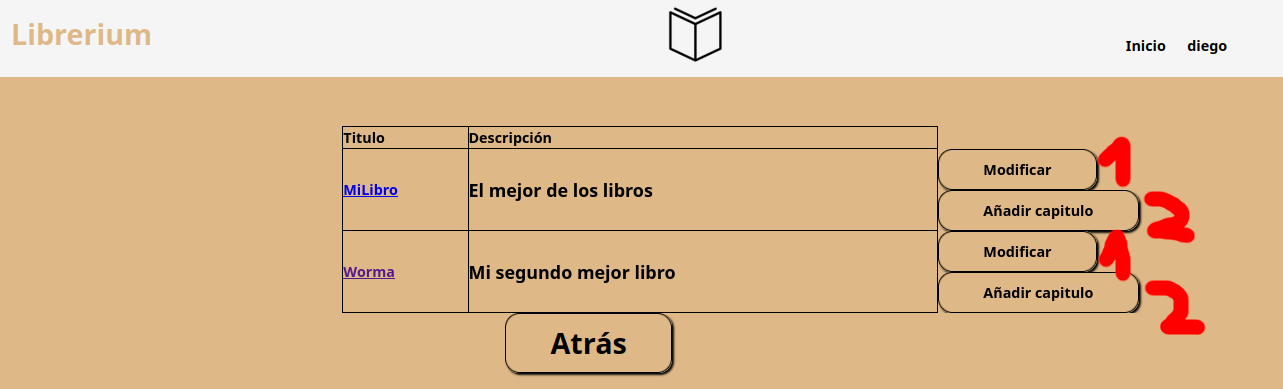 Librerium
Inicio diego
Titulo Descripción
MiLibro El mejor de los libros
Modificar 1
Añadir capitulo 2
Worma Mi segundo mejor libro
Modificar 1
Añadir capitulo 2
Atrás